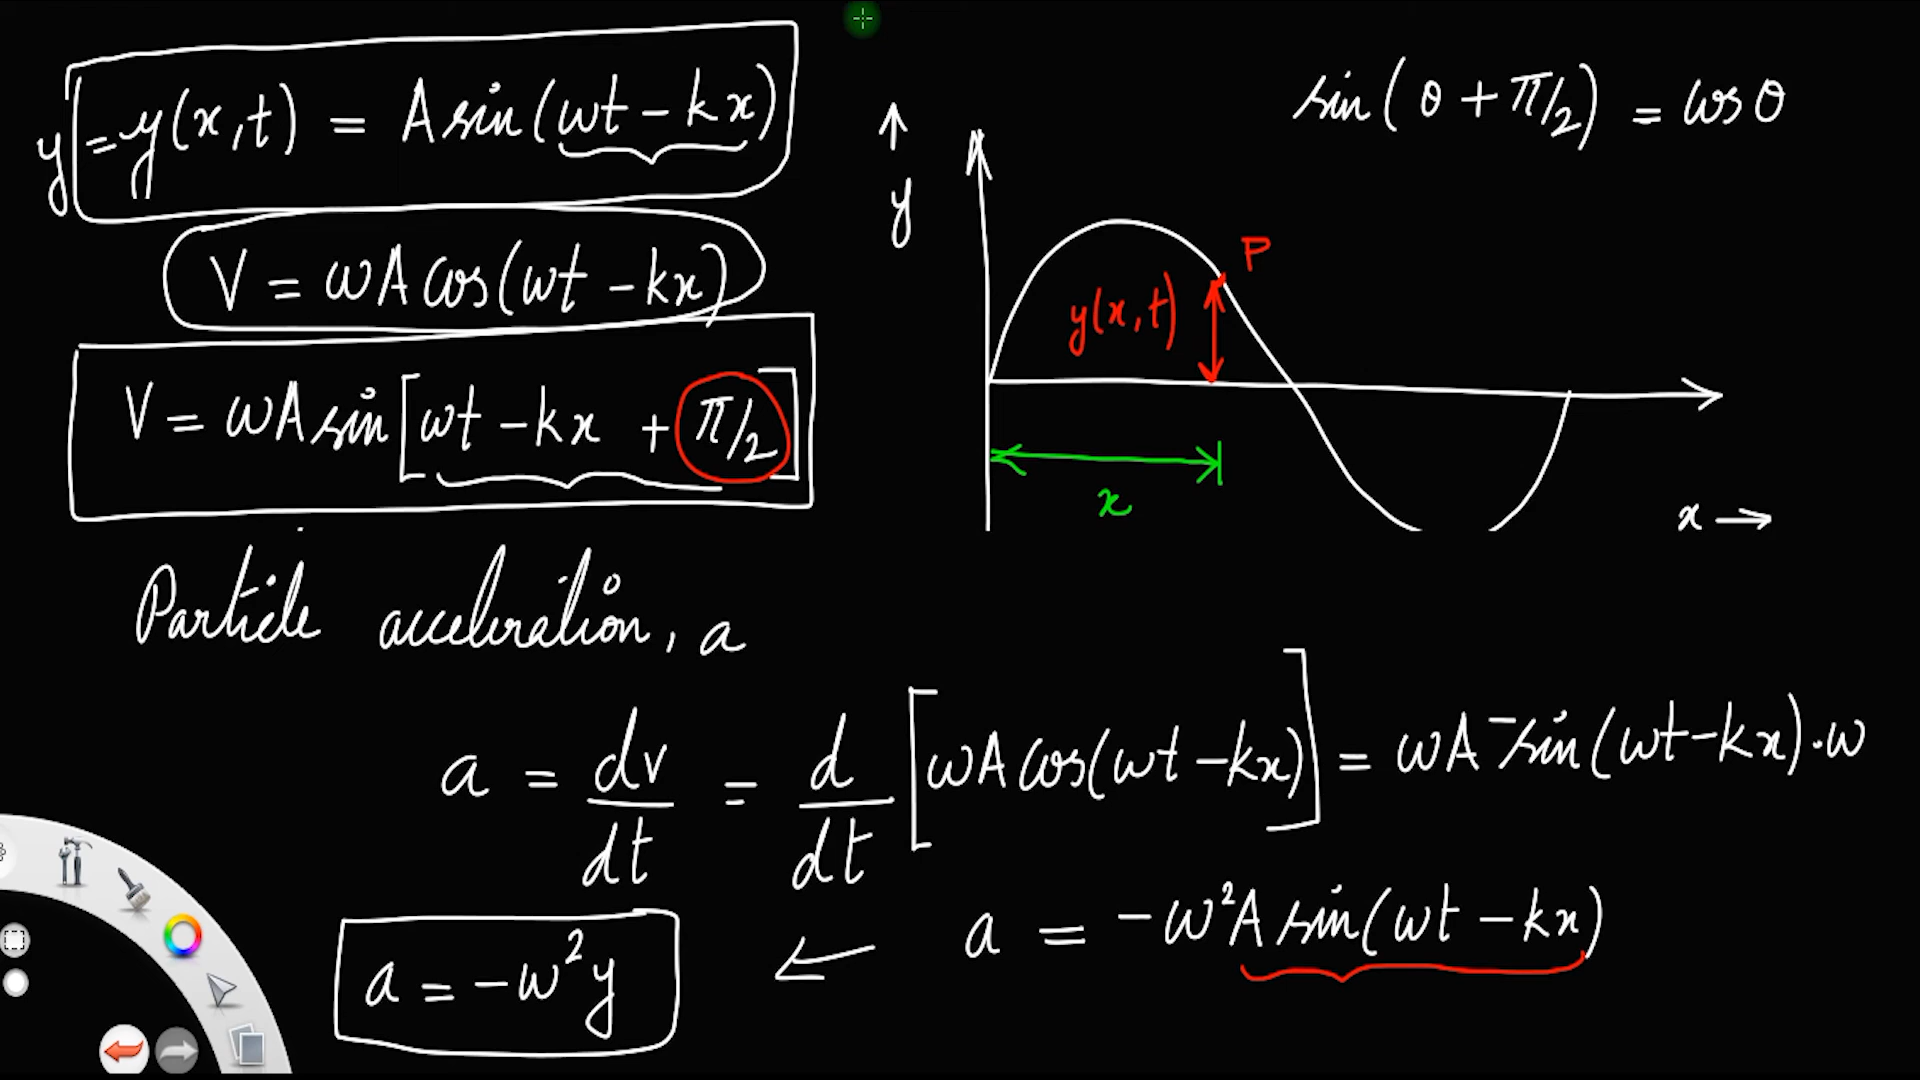 y = y(x,t) = A sin(ωt − kx)
sin(θ + π/2) = cos θ
V = ωA cos(ωt − kx)
V = ωA sin[ωt − kx + π/2]
↑
y
P
y(x,t)
x
x →
Particle acceleration, a
a = dv/dt = d/dt [ωA cos(ωt − kx)] = ωA −sin(ωt − kx)·ω
a = −ω²A sin(ωt − kx)
←
a = −ω²y